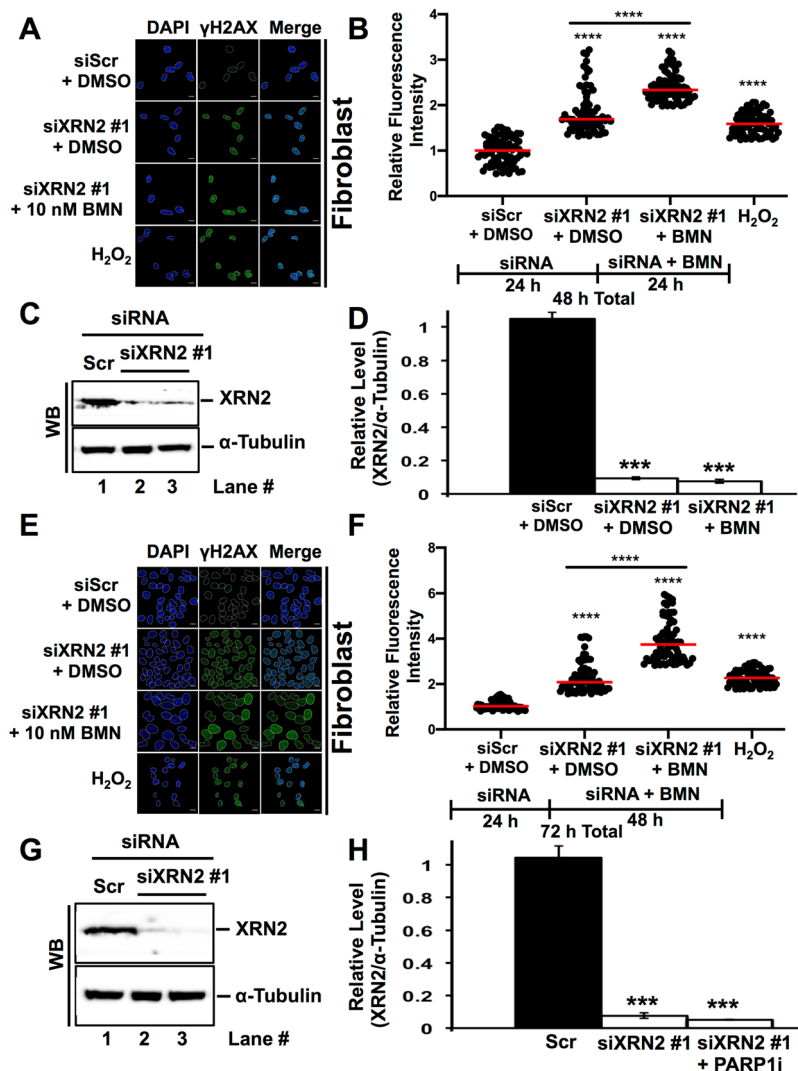 A
DAPI γH2AX Merge
siScr
+ DMSO
siXRN2 #1
+ DMSO
siXRN2 #1
+ 10 nM BMN
H₂O₂
Fibroblast
B
Relative Fluorescence
Intensity
4
3
2
1
0
****
****
****
****
siScr
+ DMSO
siXRN2 #1
+ DMSO
siXRN2 #1
+ BMN
H₂O₂
siRNA
siRNA + BMN
24 h
24 h
48 h Total
C
siRNA
Scr siXRN2 #1
WB
XRN2
α-Tubulin
1 2 3 Lane #
D
Relative Level
(XRN2/α-Tubulin)
1
0.8
0.6
0.4
0.2
0
***
***
siScr
+ DMSO
siXRN2 #1
+ DMSO
siXRN2 #1
+ BMN
E
DAPI γH2AX Merge
siScr
+ DMSO
siXRN2 #1
+ DMSO
siXRN2 #1
+ 10 nM BMN
H₂O₂
Fibroblast
F
Relative Fluorescence
Intensity
8
6
4
2
0
****
****
****
****
siScr
+ DMSO
siXRN2 #1
+ DMSO
siXRN2 #1
+ BMN
H₂O₂
siRNA
siRNA + BMN
24 h
48 h
72 h Total
G
siRNA
Scr siXRN2 #1
WB
XRN2
α-Tubulin
1 2 3 Lane #
H
Relative Level
(XRN2/α-Tubulin)
1
0.8
0.6
0.4
0.2
0
***
***
Scr
siXRN2 #1
siXRN2 #1
+ PARP1i